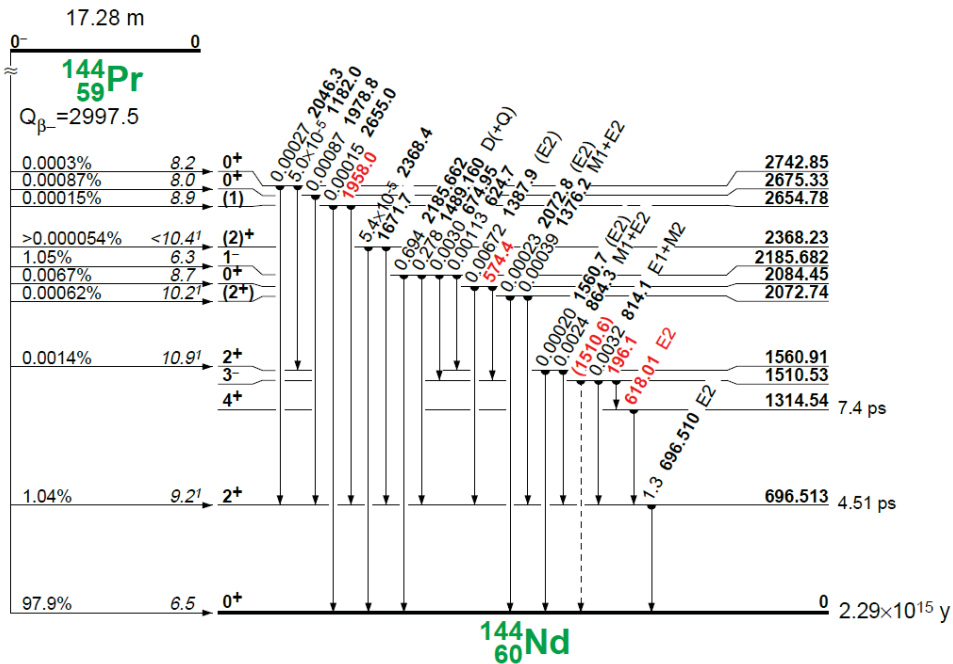 17.28 m
0⁻ 0
¹⁴⁴₅₉Pr
Qβ₋=2997.5
0.00027 2046.3
5.0×10⁻⁵ 1182.0
0.00087 1978.8
0.00015 2655.0
1958.0
5.4×10⁻⁵ 2368.4
1671.7
0.694 2185.662
0.278 1489.160 D(+Q)
0.0030 674.95
0.00113 624.7
0.00672 1387.9 (E2)
574.4
0.00023 2072.8 (E2)
0.00039 1376.2 M1+E2
0.00020 1560.7 (E2)
0.0024 864.3 M1+E2
(1510.6)
0.0032 814.1 E1+M2
196.1
618.01 E2
1.3 696.510 E2
0.0003% 8.2 0⁺ 2742.85
0.00087% 8.0 0⁺ 2675.33
0.00015% 8.9 (1) 2654.78
>0.000054% <10.4¹ (2)⁺ 2368.23
1.05% 6.3 1⁻ 2185.682
0.0067% 8.7 0⁺ 2084.45
0.00062% 10.2¹ (2⁺) 2072.74
0.0014% 10.9¹ 2⁺ 1560.91
3⁻ 1510.53
4⁺ 1314.54 7.4 ps
1.04% 9.2¹ 2⁺ 696.513 4.51 ps
97.9% 6.5 0⁺ 0 2.29×10¹⁵ y
¹⁴⁴₆₀Nd